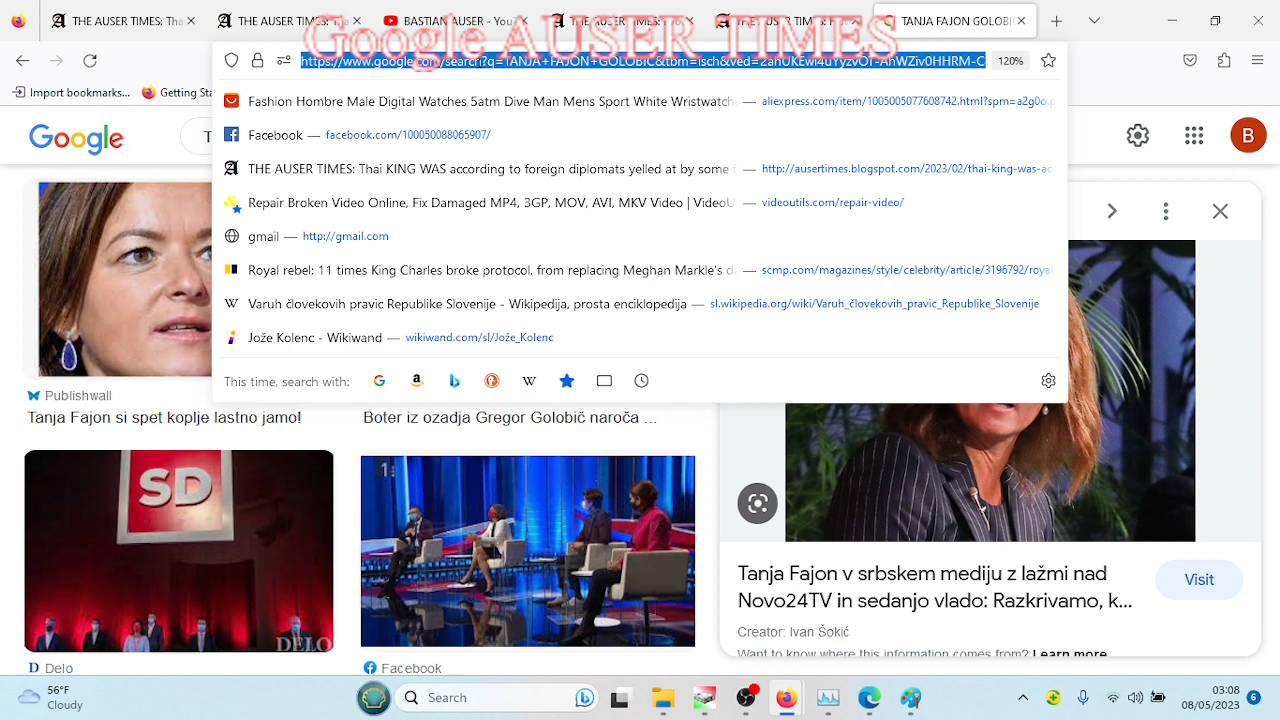 THE AUSER TIMES: Tha
THE AUSER TIMES: Tha
BASTIAN AUSER - You
THE AUSER TIMES:
TANJA FAJON GOLOBIC
Google AUSER TIMES
https://www.google.com/search?q=TANJA+FAJON+GOLOBIC&tbm=isch&ved=
120%
Import bookmarks...
Getting Sta
Fashion Hombre Male Digital Watches 5atm Dive Man Mens Sport White Wristwatch — aliexpress.com/item/1005005077608742.html?spm=a2g0o.p
Facebook — facebook.com/100050088065907/
THE AUSER TIMES: Thai KING WAS according to foreign diplomats yelled at by some — http://ausertimes.blogspot.com/2023/02/thai-king-was-ac
Repair Broken Video Online, Fix Damaged MP4, 3GP, MOV, AVI, MKV Video | VideoU — videoutils.com/repair-video/
gmail — http://gmail.com
Royal rebel: 11 times King Charles broke protocol, from replacing Meghan Markle's d — scmp.com/magazines/style/celebrity/article/3196792/royal
Varuh človekovih pravic Republike Slovenije - Wikipedija, prosta enciklopedija — sl.wikipedia.org/wiki/Varuh_človekovih_pravic_Republike_Slovenije
Jože Kolenc - Wikiwand — wikiwand.com/sl/Jože_Kolenc
This time, search with:
Google
T
B
Publishwall
Tanja Fajon si spet koplje lastno jamo!
Boter iz ozadja Gregor Golobič naroča ...
SD
DELO
Delo
Facebook
Tanja Fajon v srbskem mediju z lažmi nad
Novo24TV in sedanjo vlado: Razkrivamo, k...
Visit
Creator: Ivan Šokić
Want to know where this information comes from? Learn more
56°F
Cloudy
Search
03:08
08/05/2023
6